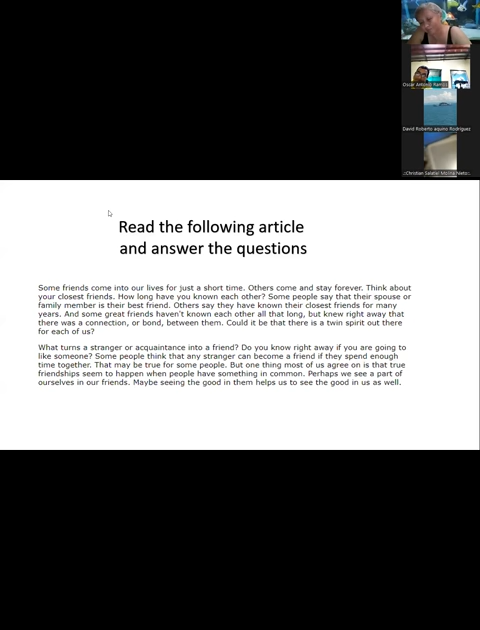 Oscar Antonio Ramos
David Roberto aquino Rodriguez
Christian Salatiel Molina Nieto
Read the following article
and answer the questions
Some friends come into our lives for just a short time. Others come and stay forever. Think about
your closest friends. How long have you known each other? Some people say that their spouse or
family member is their best friend. Others say they have known their closest friends for many
years. And some great friends haven't known each other all that long, but knew right away that
there was a connection, or bond, between them. Could it be that there is a twin spirit out there
for each of us?
What turns a stranger or acquaintance into a friend? Do you know right away if you are going to
like someone? Some people think that any stranger can become a friend if they spend enough
time together. That may be true for some people. But one thing most of us agree on is that true
friendships seem to happen when people have something in common. Perhaps we see a part of
ourselves in our friends. Maybe seeing the good in them helps us to see the good in us as well.